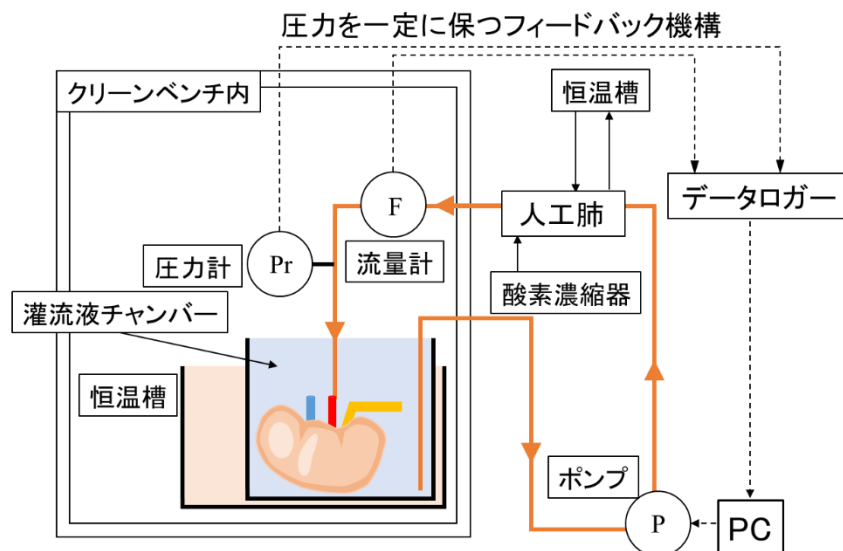 圧力を一定に保つフィードバック機構
クリーンベンチ内
恒温槽
F
人工肺
データロガー
圧力計
Pr
流量計
酸素濃縮器
灌流液チャンバー
恒温槽
ポンプ
P
PC